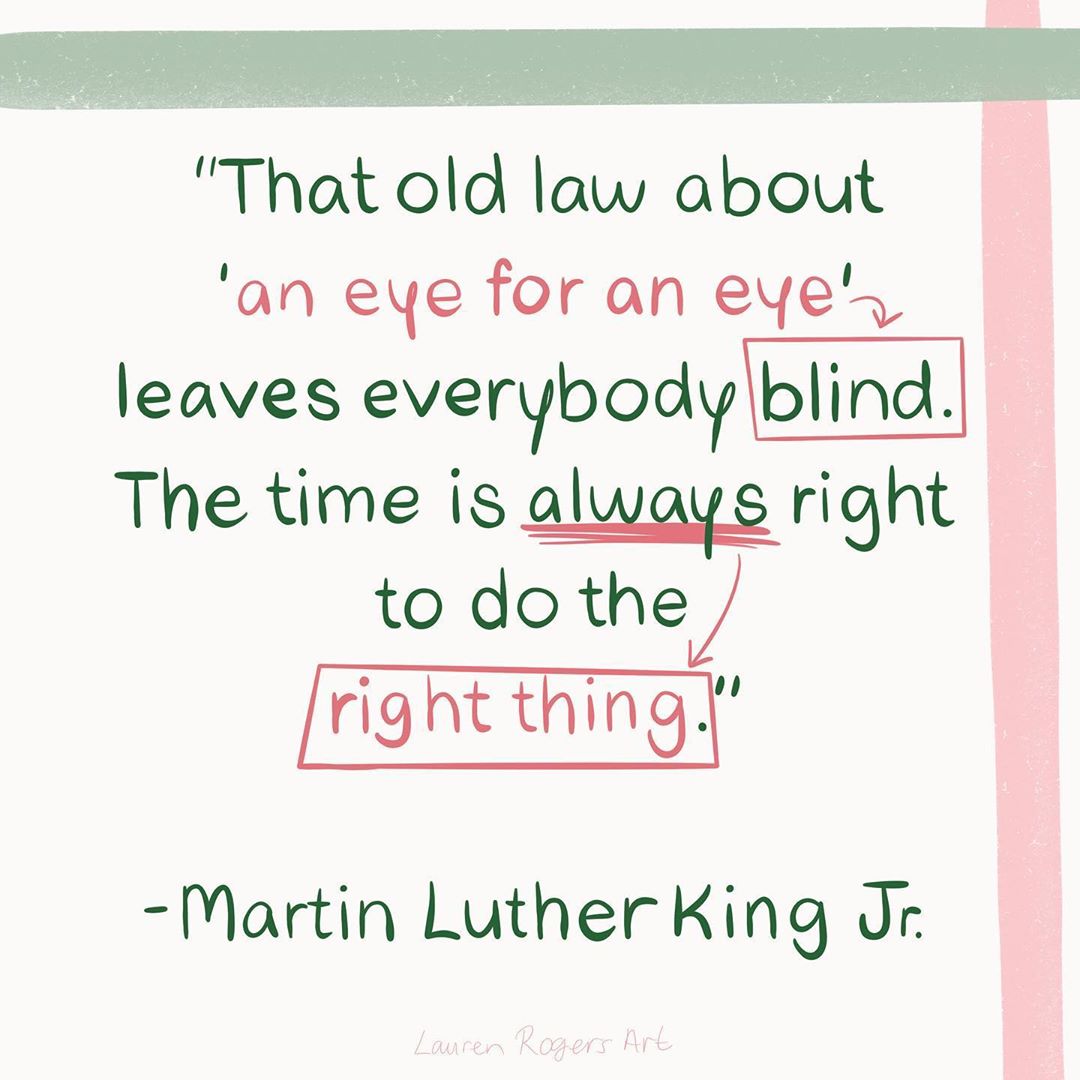 "That old law about
'an eye for an eye'
leaves everybody blind.
The time is always right
to do the
right thing."
-Martin Luther King Jr.
Lauren Rogers Art